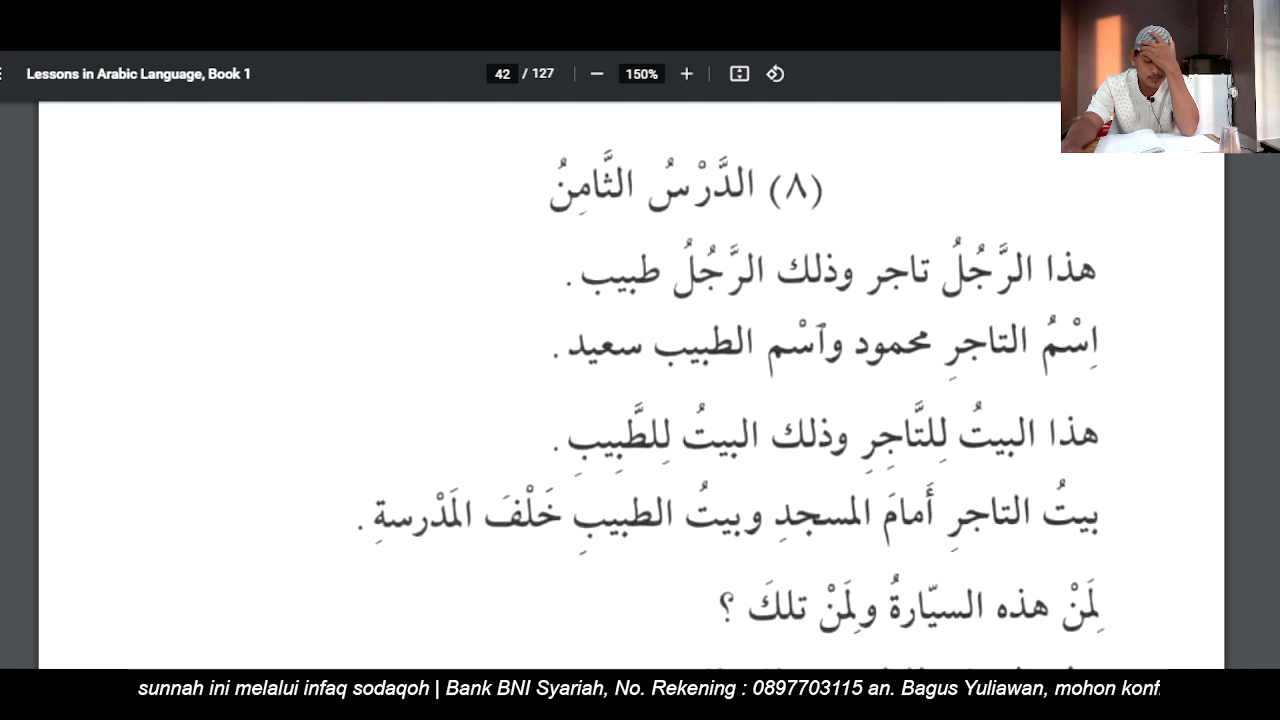 Lessons in Arabic Language, Book 1
42 / 127
150%
(٨) الدَّرْسُ الثَّامِنُ
هذا الرَّجُلُ تاجر وذلك الرَّجُلُ طبيب .
اِسْمُ التاجرِ محمود وٱسْم الطبيب سعيد .
هذا البيتُ لِلتَّاجِرِ وذلك البيتُ لِلطَّبِيبِ .
بيتُ التاجرِ أَمامَ المسجدِ وبيتُ الطبيبِ خَلْفَ المَدْرسةِ .
لِمَنْ هذه السيّارةُ ولِمَنْ تلكَ ؟
sunnah ini melalui infaq sodaqoh | Bank BNI Syariah, No. Rekening : 0897703115 an. Bagus Yuliawan, mohon konf